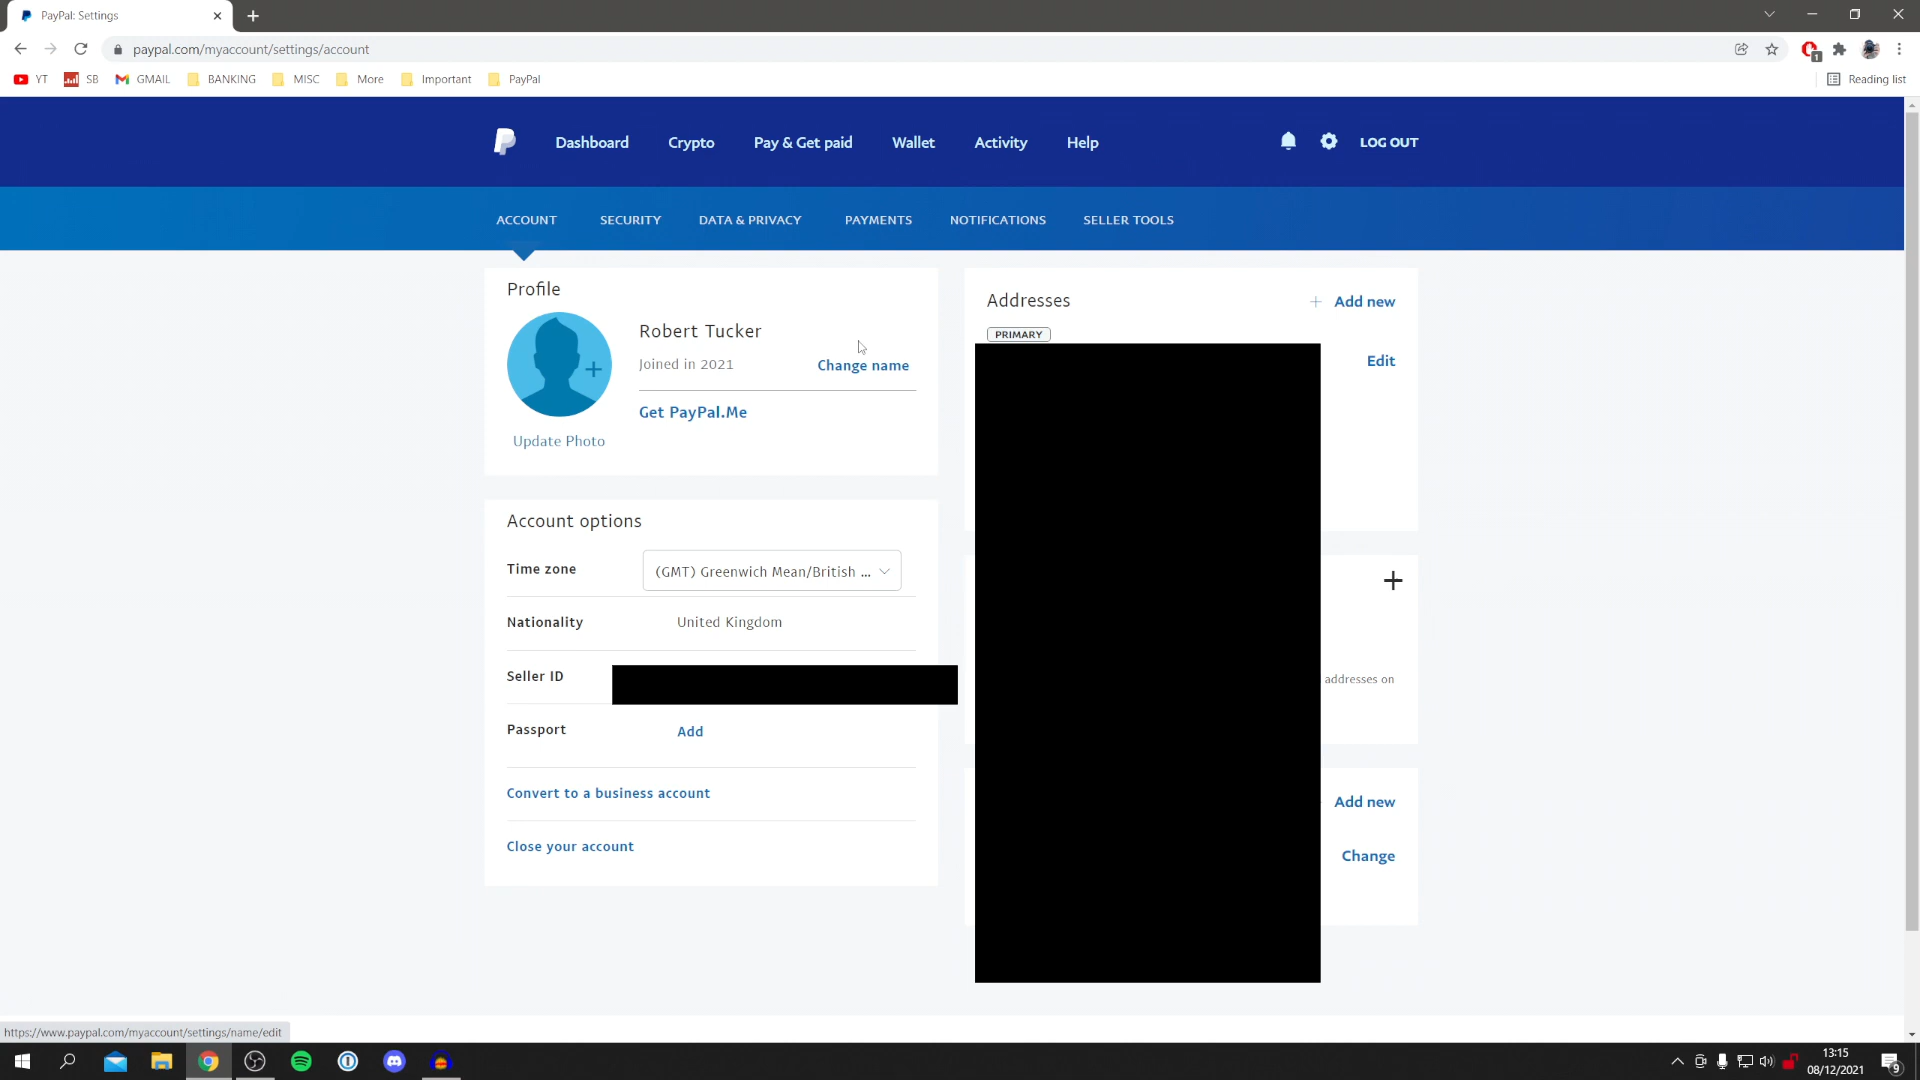 PayPal: Settings
paypal.com/myaccount/settings/account
1
YT SB GMAIL BANKING MISC More Important PayPal Reading list
Dashboard Crypto Pay & Get paid Wallet Activity Help LOG OUT
ACCOUNT SECURITY DATA & PRIVACY PAYMENTS NOTIFICATIONS SELLER TOOLS
Profile
Robert Tucker
Joined in 2021
Change name
Get PayPal.Me
Update Photo
Account options
Time zone (GMT) Greenwich Mean/British ...
Nationality United Kingdom
Seller ID
Passport Add
Convert to a business account
Close your account
Addresses
Add new
PRIMARY
Edit
addresses on
Add new
Change
https://www.paypal.com/myaccount/settings/name/edit
13:15
08/12/2021
9